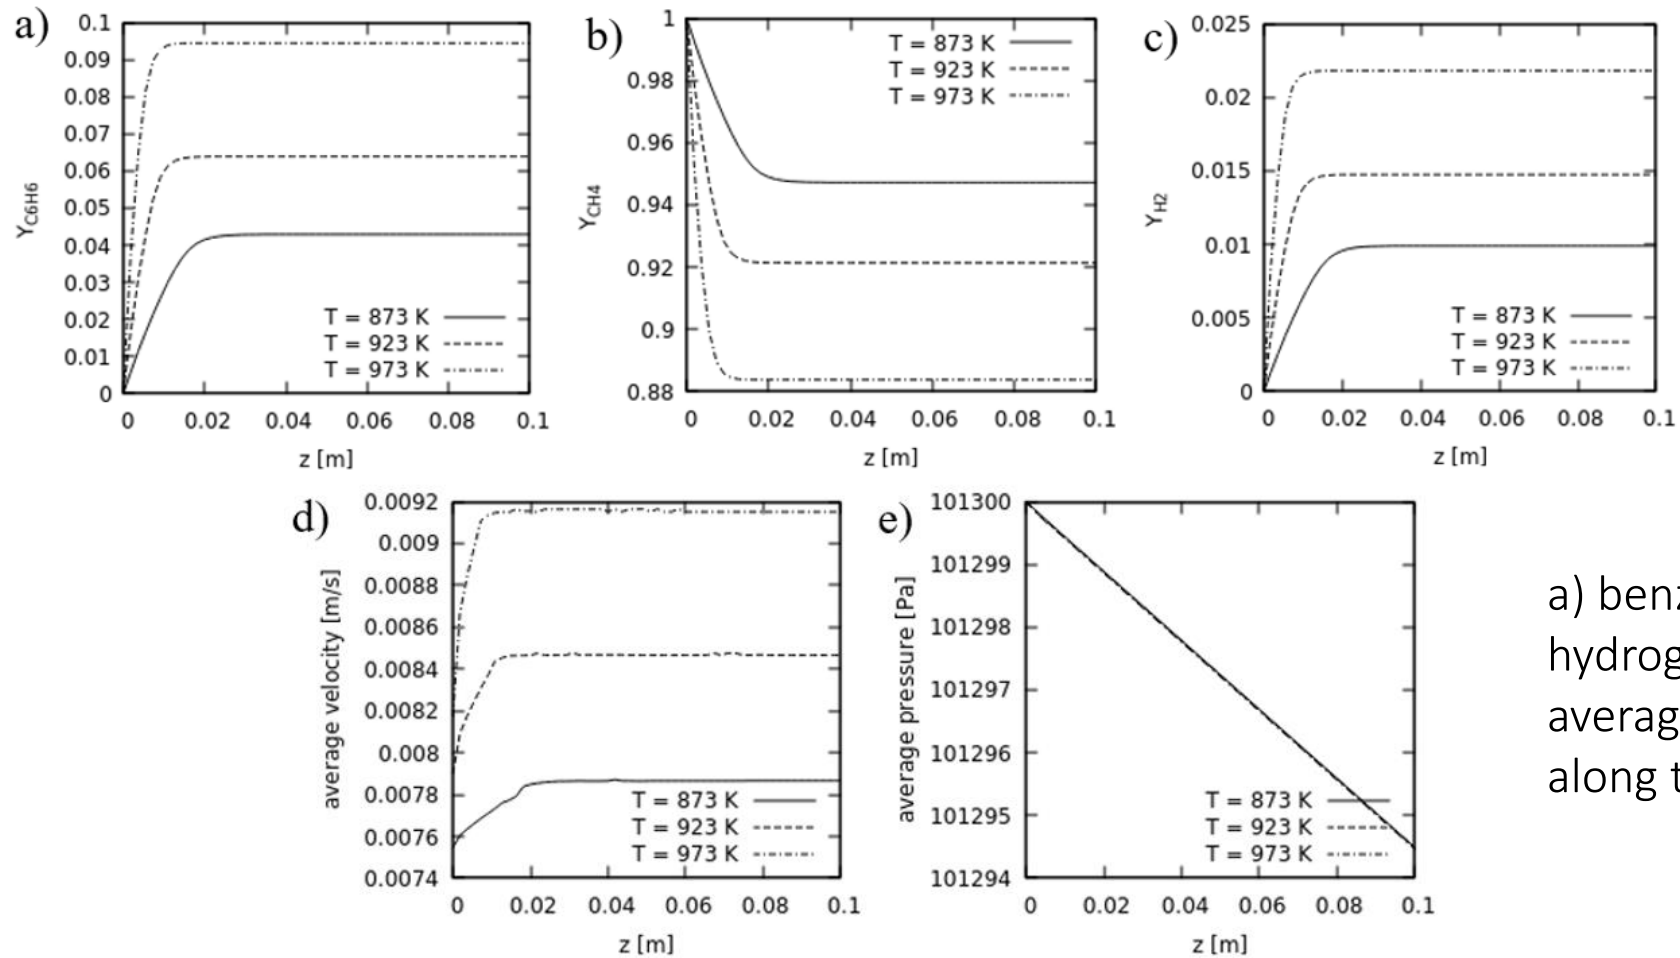 a)
0.1
0.09
0.08
0.07
0.06
0.05
0.04
0.03
0.02
0.01
0
YC6H6
T = 873 K
T = 923 K
T = 973 K
0 0.02 0.04 0.06 0.08 0.1
z [m]
b)
1
0.98
0.96
0.94
0.92
0.9
0.88
YCH4
T = 873 K
T = 923 K
T = 973 K
0 0.02 0.04 0.06 0.08 0.1
z [m]
c)
0.025
0.02
0.015
0.01
0.005
0
YH2
T = 873 K
T = 923 K
T = 973 K
0 0.02 0.04 0.06 0.08 0.1
z [m]
d)
0.0092
0.009
0.0088
0.0086
0.0084
0.0082
0.008
0.0078
0.0076
0.0074
average velocity [m/s]
T = 873 K
T = 923 K
T = 973 K
0 0.02 0.04 0.06 0.08 0.1
z [m]
e)
101300
101299
101298
101297
101296
101295
101294
average pressure [Pa]
T = 873 K
T = 923 K
T = 973 K
0 0.02 0.04 0.06 0.08 0.1
z [m]
a)
along